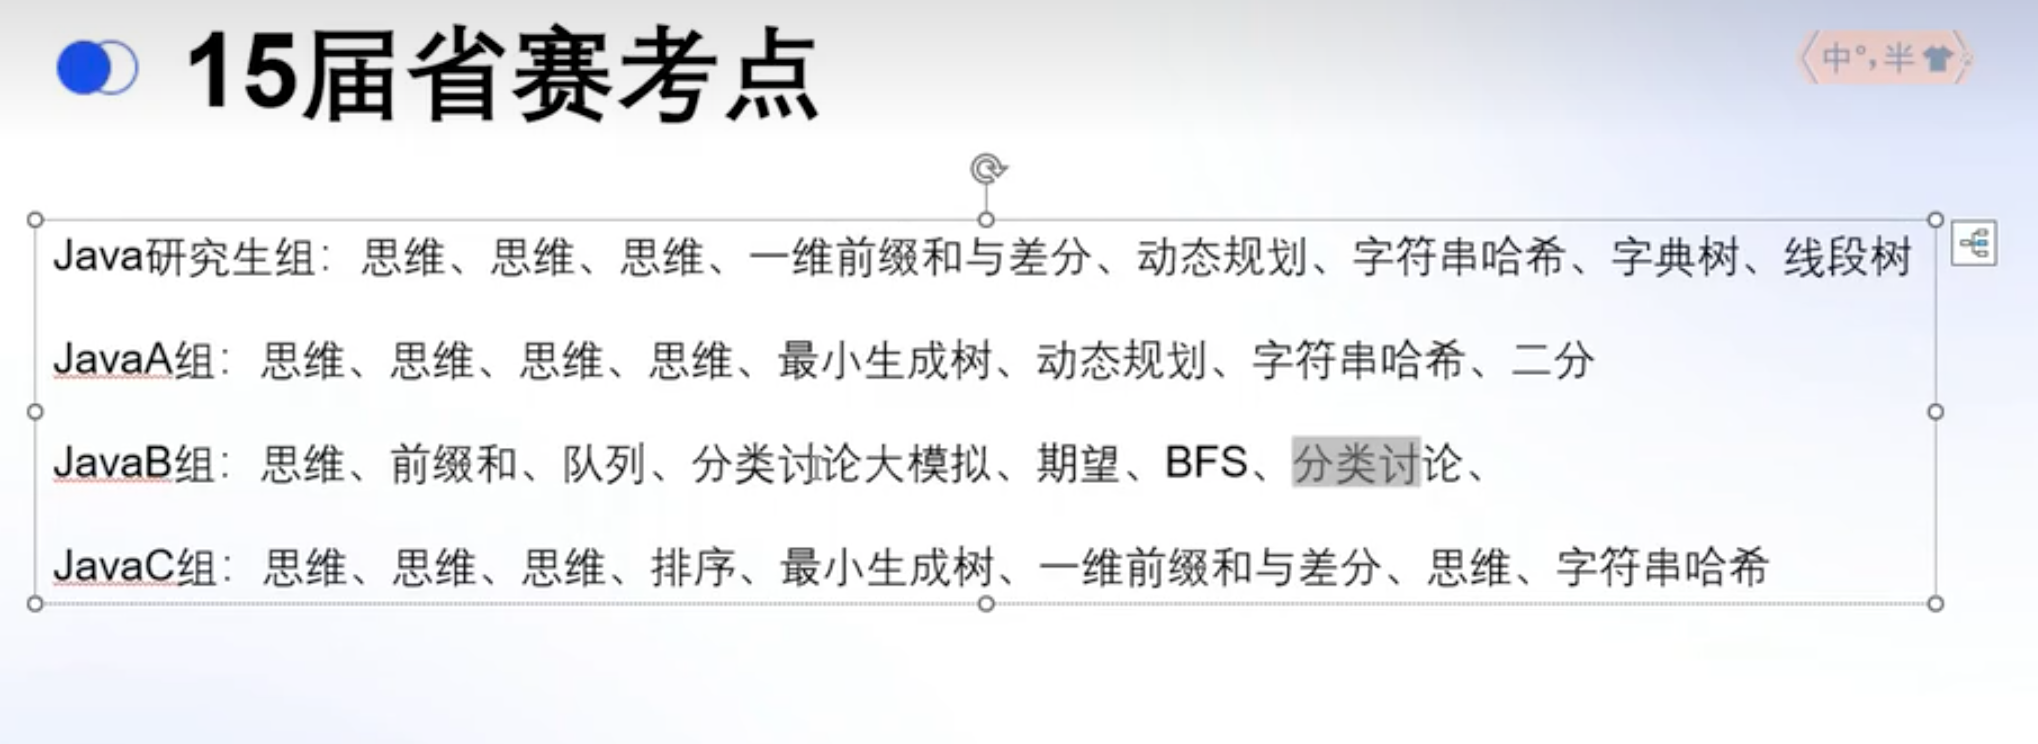 15届省赛考点
中°,半
Java研究生组：思维、思维、思维、一维前缀和与差分、动态规划、字符串哈希、字典树、线段树
JavaA组：思维、思维、思维、思维、最小生成树、动态规划、字符串哈希、二分
JavaB组：思维、前缀和、队列、分类讨论大模拟、期望、BFS、分类讨论、
JavaC组：思维、思维、思维、排序、最小生成树、一维前缀和与差分、思维、字符串哈希